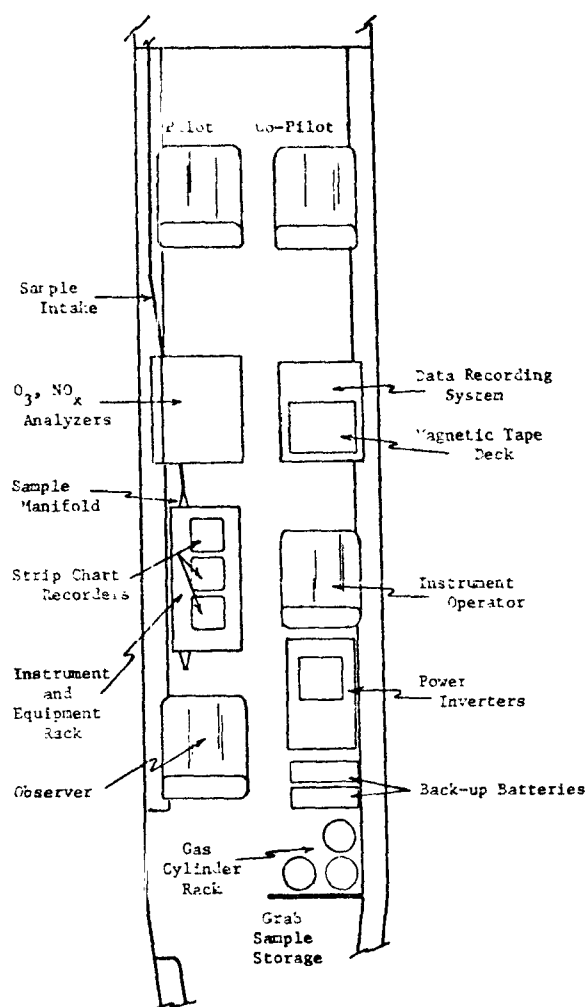 Pilot
Co-Pilot
Sample
Intake
O3, NOx
Analyzers
Data Recording
System
Magnetic Tape
Deck
Sample
Manifold
Strip Chart
Recorders
Instrument
Operator
Instrument
and
Equipment
Rack
Power
Inverters
Observer
Back-up Batteries
Gas
Cylinder
Rack
Grab
Sample
Storage